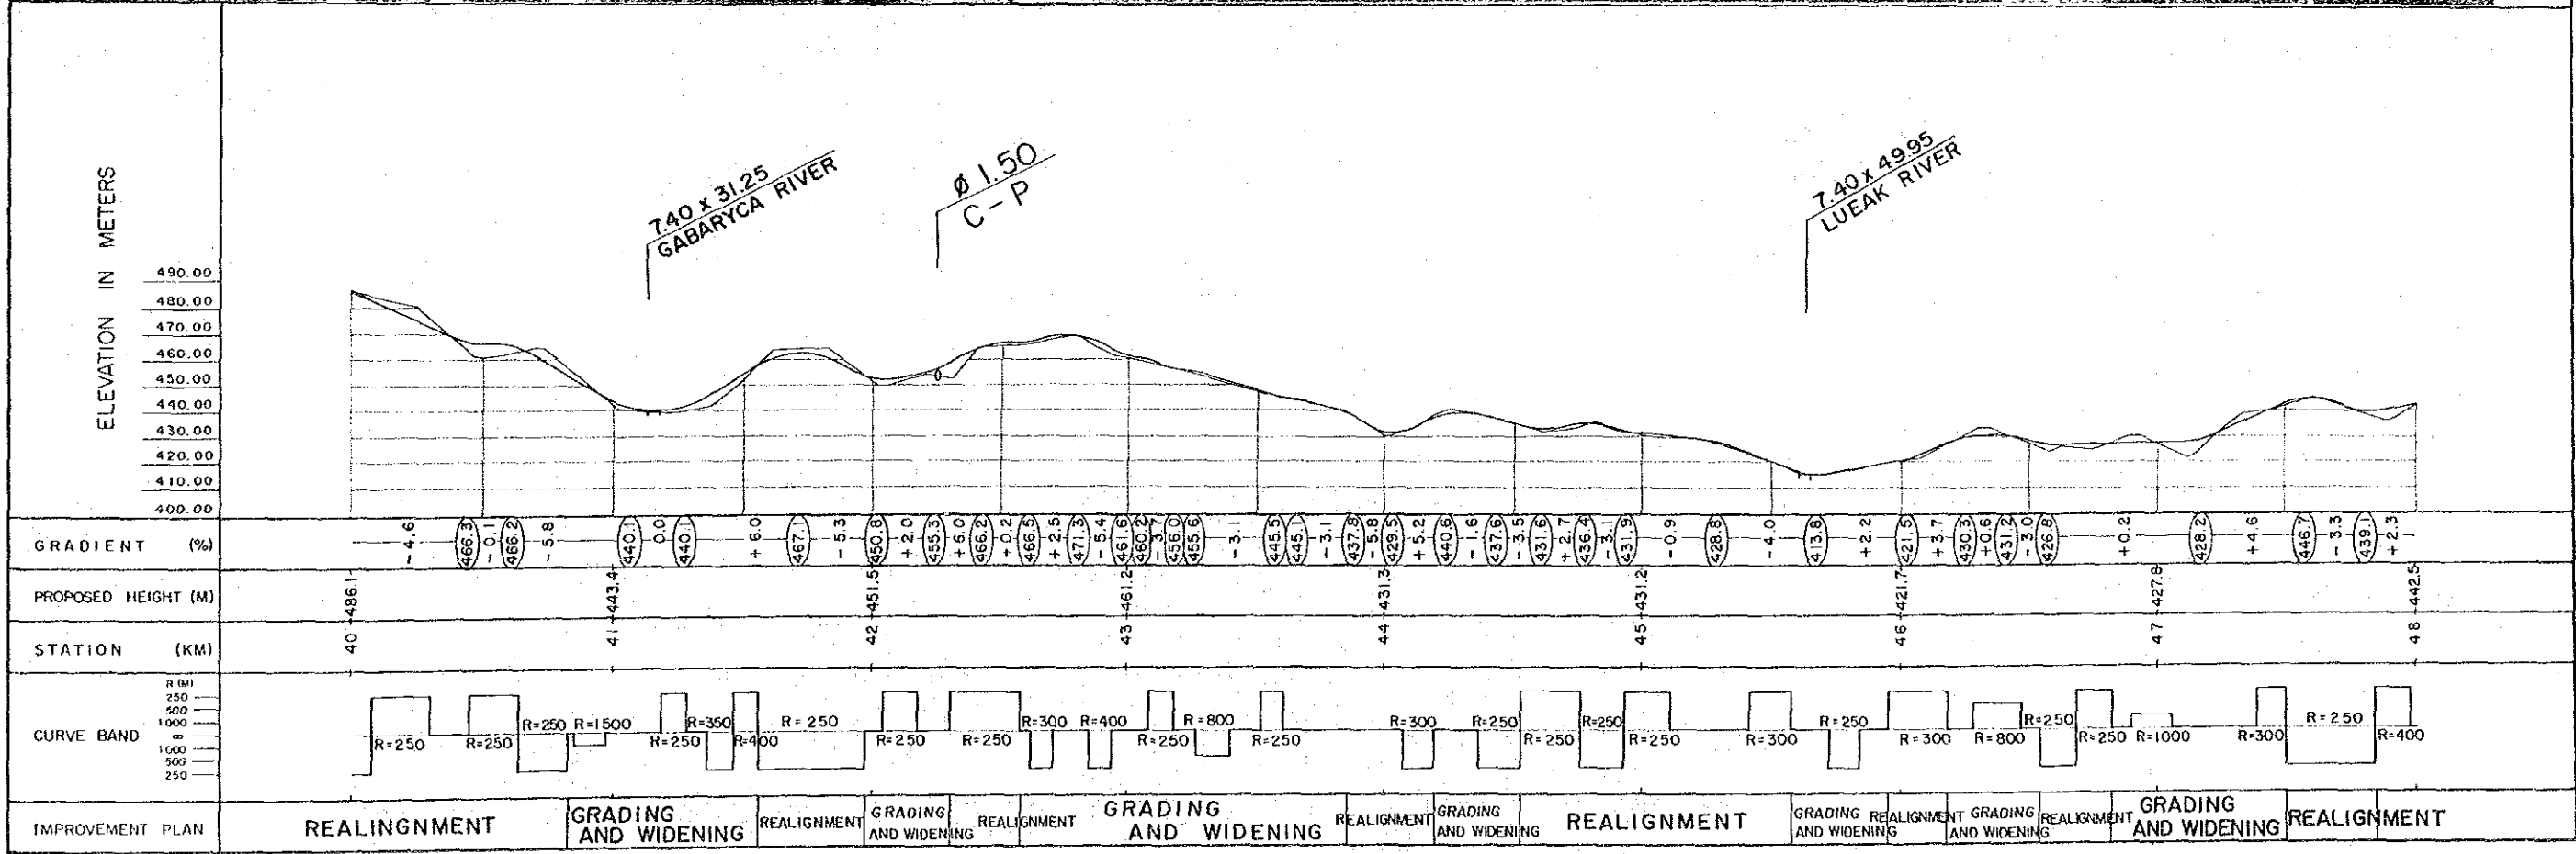 7.40 x 31.25
GABARYCA RIVER
Ø 1.50
C-P
7.40 x 49.95
LUEAK RIVER
ELEVATION IN METERS
490.00
480.00
470.00
460.00
450.00
440.00
430.00
420.00
410.00
400.00
GRADIENT (%)
-4.6 466.3 -0.1 466.2 -5.8 440.1 0.0 440.1 +6.0 467.1 -5.3 450.8 +2.0 455.3 +6.0 466.2 +0.2 466.5 +2.5 471.3 -5.4 461.6 460.2 -3.7 456.0 455.6 -3.1 445.5 445.1 -3.1 437.8 -5.8 429.5 +5.2 440.6 -1.6 437.6 -3.5 431.6 +2.7 436.4 -3.1 431.9 -0.9 428.8 -4.0 413.8 +2.2 421.5 +3.7 430.3 +0.6 431.2 -3.0 426.8 +0.2 428.2 +4.6 446.7 -3.3 439.1 +2.3
PROPOSED HEIGHT (M)
486.1 443.4 451.5 461.2 431.3 431.2 421.7 427.8 442.5
STATION (KM)
40 41 42 43 44 45 46 47 48
CURVE BAND
R (M)
250
500
1000
∞
1000
500
250
R=250 R=1500 R=350 R=250 R=300 R=400 R=800 R=300 R=250 R=250 R=250 R=250 R=250
R=250 R=250 R=250 R=400 R=250 R=250 R=250 R=250 R=250 R=250 R=300 R=300 R=800 R=250 R=1000 R=300 R=400
IMPROVEMENT PLAN
REALINGNMENT
GRADING
AND WIDENING
REALIGNMENT
GRADING
AND WIDENING
REALIGNMENT
GRADING
AND WIDENING
REALIGNMENT
GRADING
AND WIDENING
REALIGNMENT
GRADING
AND WIDENING
REALIGNMENT
GRADING
AND WIDENING
REALIGNMENT
GRADING
AND WIDENING
REALIGNMENT